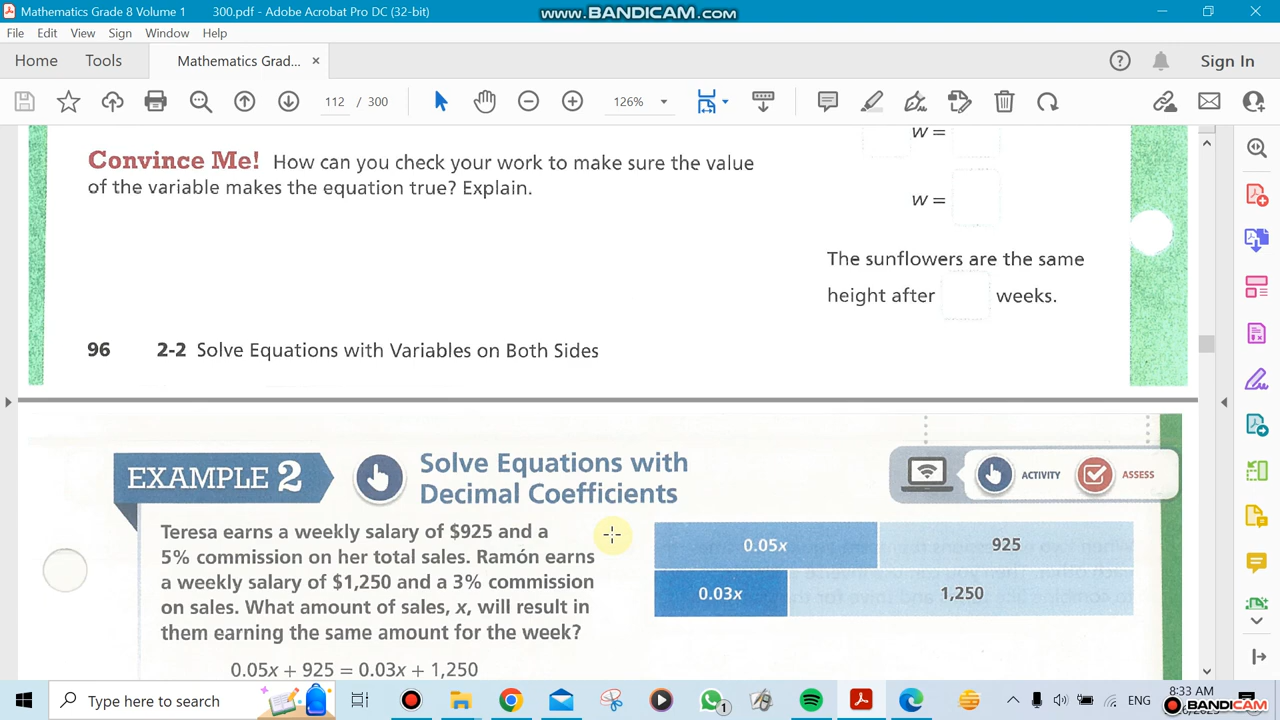 Mathematics Grade 8 Volume 1 300.pdf - Adobe Acrobat Pro DC (32-bit)
www.BANDICAM.com
File Edit View Sign Window Help
Home Tools Mathematics Grad... × Sign In
112 / 300 126%
w =
Convince Me! How can you check your work to make sure the value
of the variable makes the equation true? Explain.
w =
The sunflowers are the same
height after weeks.
96 2-2 Solve Equations with Variables on Both Sides
EXAMPLE 2
Solve Equations with
Decimal Coefficients
ACTIVITY ASSESS
Teresa earns a weekly salary of $925 and a
5% commission on her total sales. Ramón earns
a weekly salary of $1,250 and a 3% commission
on sales. What amount of sales, x, will result in
them earning the same amount for the week?
0.05x 925
0.03x 1,250
0.05x + 925 = 0.03x + 1,250
Type here to search
1
ENG
8:33 AM
BANDICAM